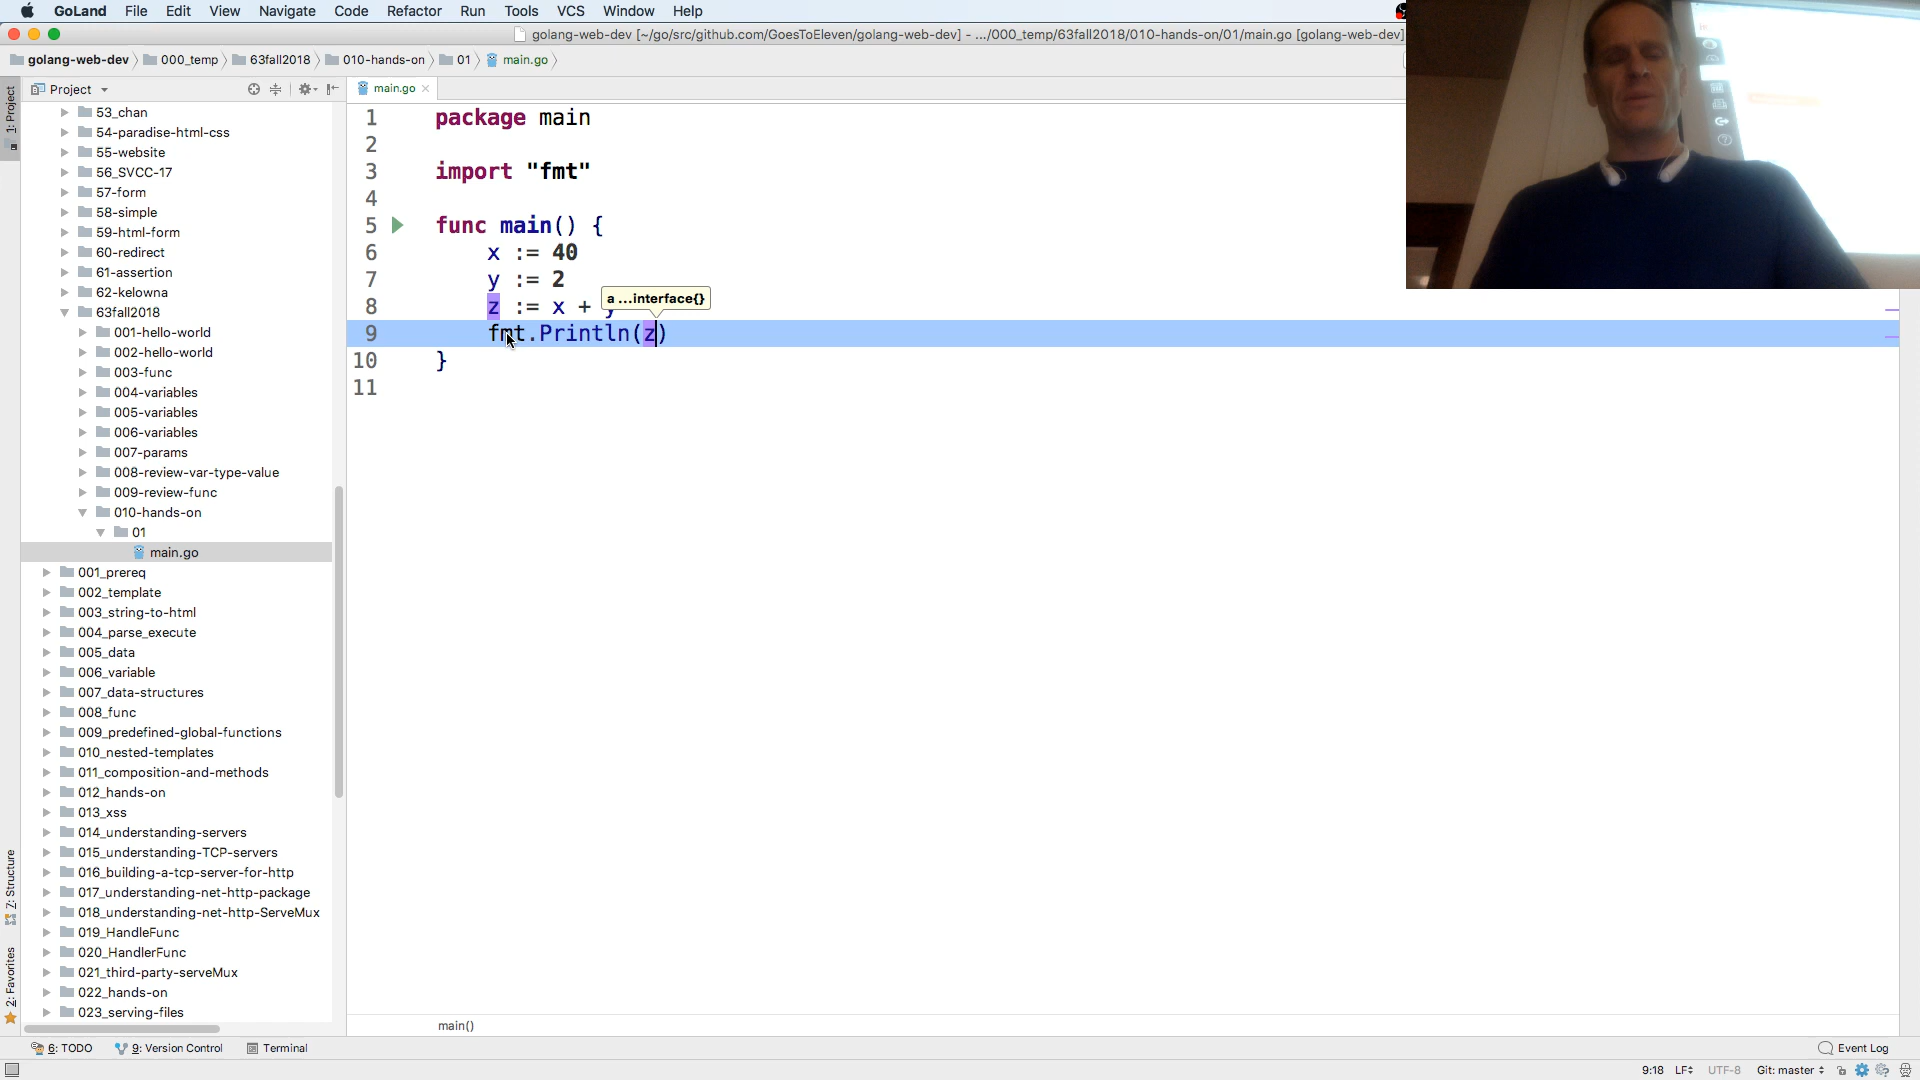 GoLand File Edit View Navigate Code Refactor Run Tools VCS Window Help
golang-web-dev [~/go/src/github.com/GoesToEleven/golang-web-dev] - .../000_temp/63fall2018/010-hands-on/01/main.go [golang-web-dev]
golang-web-dev 000_temp 63fall2018 010-hands-on 01 main.go
1: Project
Project
main.go
53_chan
54-paradise-html-css
55-website
56_SVCC-17
57-form
58-simple
59-html-form
60-redirect
61-assertion
62-kelowna
63fall2018
001-hello-world
002-hello-world
003-func
004-variables
005-variables
006-variables
007-params
008-review-var-type-value
009-review-func
010-hands-on
01
main.go
001_prereq
002_template
003_string-to-html
004_parse_execute
005_data
006_variable
007_data-structures
008_func
009_predefined-global-functions
010_nested-templates
011_composition-and-methods
012_hands-on
013_xss
014_understanding-servers
015_understanding-TCP-servers
016_building-a-tcp-server-for-http
017_understanding-net-http-package
018_understanding-net-http-ServeMux
019_HandleFunc
020_HandlerFunc
021_third-party-serveMux
022_hands-on
023_serving-files
7: Structure
2: Favorites
1 package main
2
3 import "fmt"
4
5 func main() {
6 x := 40
7 y := 2
a ...interface{}
8 z := x + y
9 fmt.Println(z)
10 }
11
main()
6: TODO 9: Version Control Terminal Event Log
9:18 LF UTF-8 Git: master